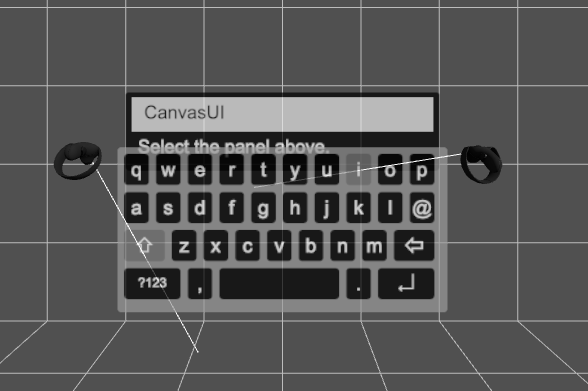 CanvasUI
Select the panel above.
q w e r t y u i o p
a s d f g h j k l @
z x c v b n m
?123 , .